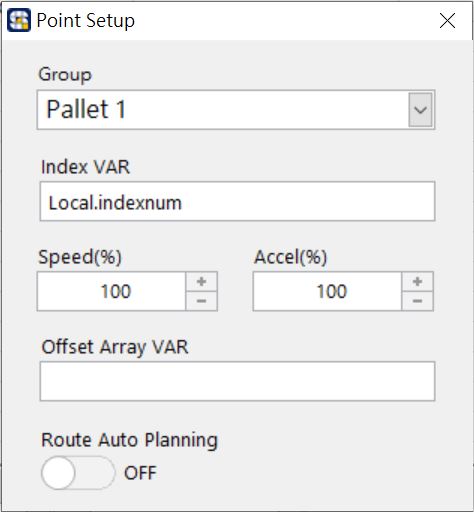 Point Setup
Group
Pallet 1
Index VAR
Local.indexnum
Speed(%) Accel(%)
100 100
Offset Array VAR
Route Auto Planning
OFF